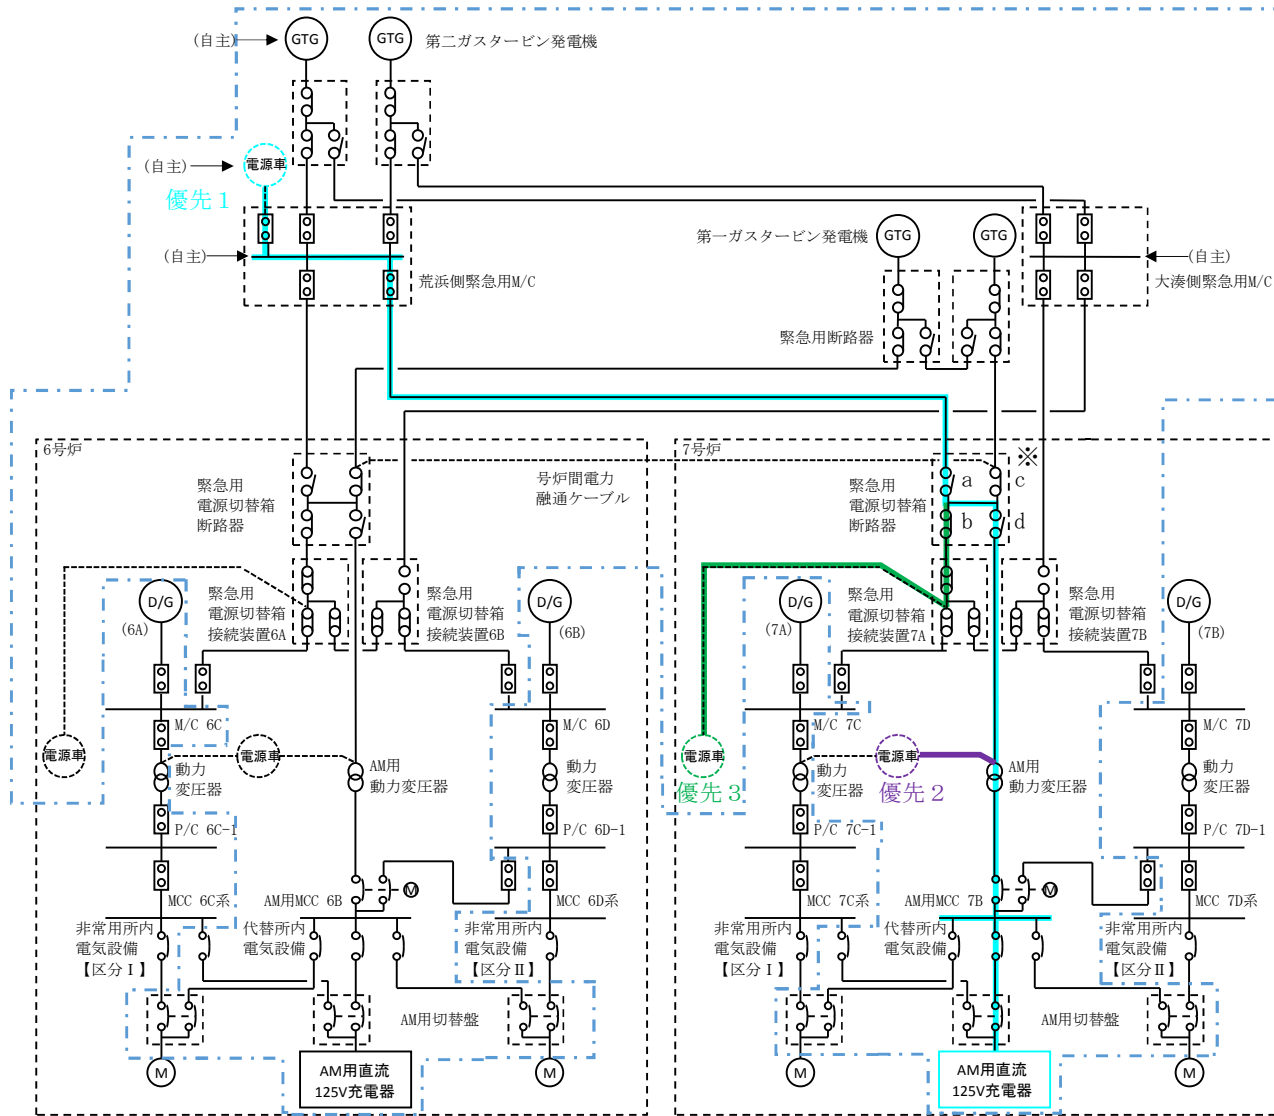 (自主)
GTG
GTG
第二ガスタービン発電機
(自主)
電源車
優先１
(自主)
荒浜側緊急用M/C
第一ガスタービン発電機
GTG
GTG
(自主)
大湊側緊急用M/C
緊急用断路器
6号炉
緊急用
電源切替箱
断路器
号炉間電力
融通ケーブル
D/G
(6A)
緊急用
電源切替箱
接続装置6A
緊急用
電源切替箱
接続装置6B
D/G
(6B)
M/C 6C
M/C 6D
電源車
電源車
動力
変圧器
AM用
動力変圧器
動力
変圧器
P/C 6C-1
P/C 6D-1
MCC 6C系
AM用MCC 6B
M
MCC 6D系
非常用所内
電気設備
【区分Ⅰ】
代替所内
電気設備
非常用所内
電気設備
【区分Ⅱ】
AM用切替盤
M
AM用直流
125V充電器
M
7号炉
緊急用
電源切替箱
断路器
a
b
c
d
※
D/G
(7A)
緊急用
電源切替箱
接続装置7A
緊急用
電源切替箱
接続装置7B
D/G
(7B)
M/C 7C
M/C 7D
電源車
優先３
電源車
優先２
動力
変圧器
AM用
動力変圧器
動力
変圧器
P/C 7C-1
P/C 7D-1
MCC 7C系
AM用MCC 7B
M
MCC 7D系
非常用所内
電気設備
【区分Ⅰ】
代替所内
電気設備
非常用所内
電気設備
【区分Ⅱ】
AM用切替盤
M
AM用直流
125V充電器
M